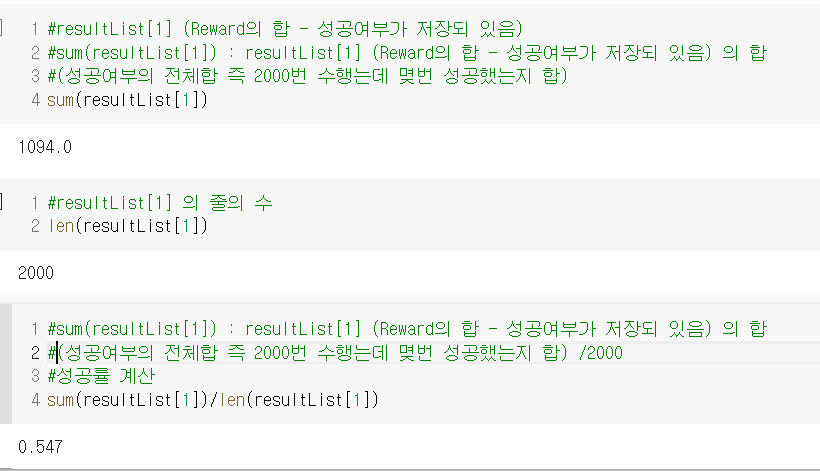 1 #resultList[1] (Reward의 합 - 성공여부가 저장되 있음)
2 #sum(resultList[1]) : resultList[1] (Reward의 합 - 성공여부가 저장되 있음) 의 합
3 #(성공여부의 전체합 즉 2000번 수행는데 몇번 성공했는지 합)
4 sum(resultList[1])
1094.0
1 #resultList[1] 의 줄의 수
2 len(resultList[1])
2000
1 #sum(resultList[1]) : resultList[1] (Reward의 합 - 성공여부가 저장되 있음) 의 합
2 #(성공여부의 전체합 즉 2000번 수행는데 몇번 성공했는지 합) /2000
3 #성공률 계산
4 sum(resultList[1])/len(resultList[1])
0.547